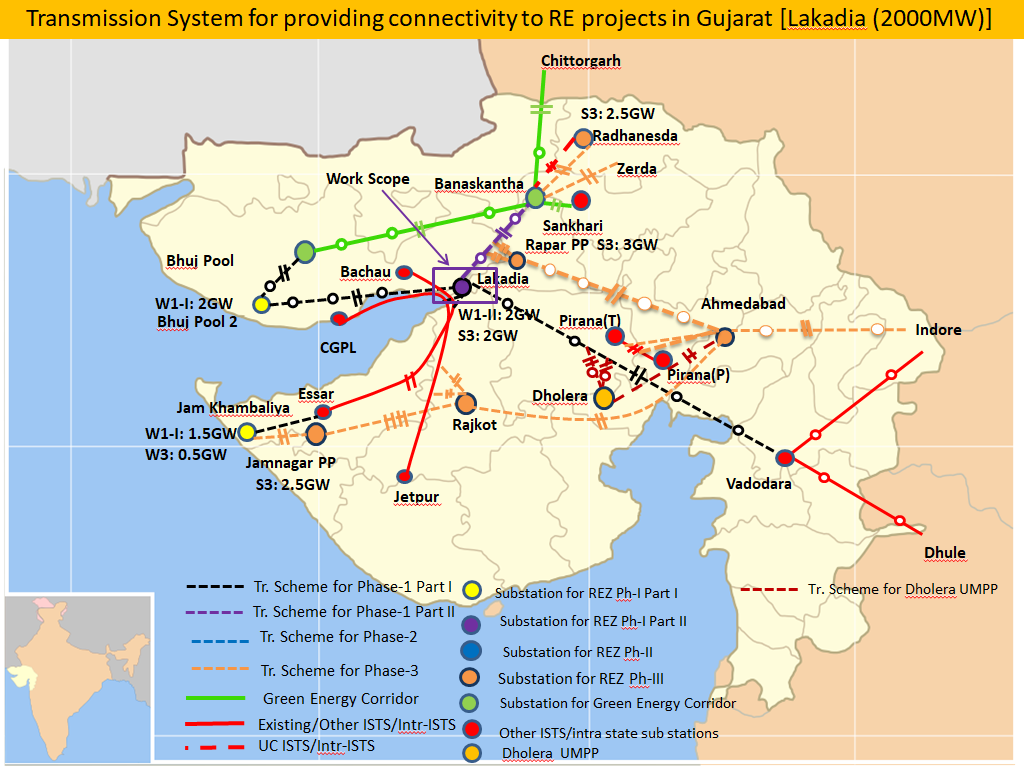 Transmission System for providing connectivity to RE projects in Gujarat [Lakadia (2000MW)]
Chittorgarh
S3: 2.5GW
Radhanesda
Zerda
Work Scope
Banaskantha
Sankhari
Rapar PP S3: 3GW
Bhuj Pool
Bachau
Lakadia
W1-I: 2GW
Bhuj Pool 2
W1-II: 2GW
S3: 2GW
Ahmedabad
Pirana(T)
Indore
CGPL
Pirana(P)
Essar
Dholera
Jam Khambaliya
Rajkot
W1-I: 1.5GW
W3: 0.5GW
Jamnagar PP
S3: 2.5GW
Jetpur
Vadodara
Dhule
Tr. Scheme for Phase-1 Part I
Tr. Scheme for Phase-1 Part II
Tr. Scheme for Phase-2
Tr. Scheme for Phase-3
Green Energy Corridor
Existing/Other ISTS/Intr-ISTS
UC ISTS/Intr-ISTS
Substation for REZ Ph-I Part I
Substation for REZ Ph-I Part II
Substation for REZ Ph-II
Substation for REZ Ph-III
Substation for Green Energy Corridor
Other ISTS/intra state sub stations
Dholera UMPP
Tr. Scheme for Dholera UMPP